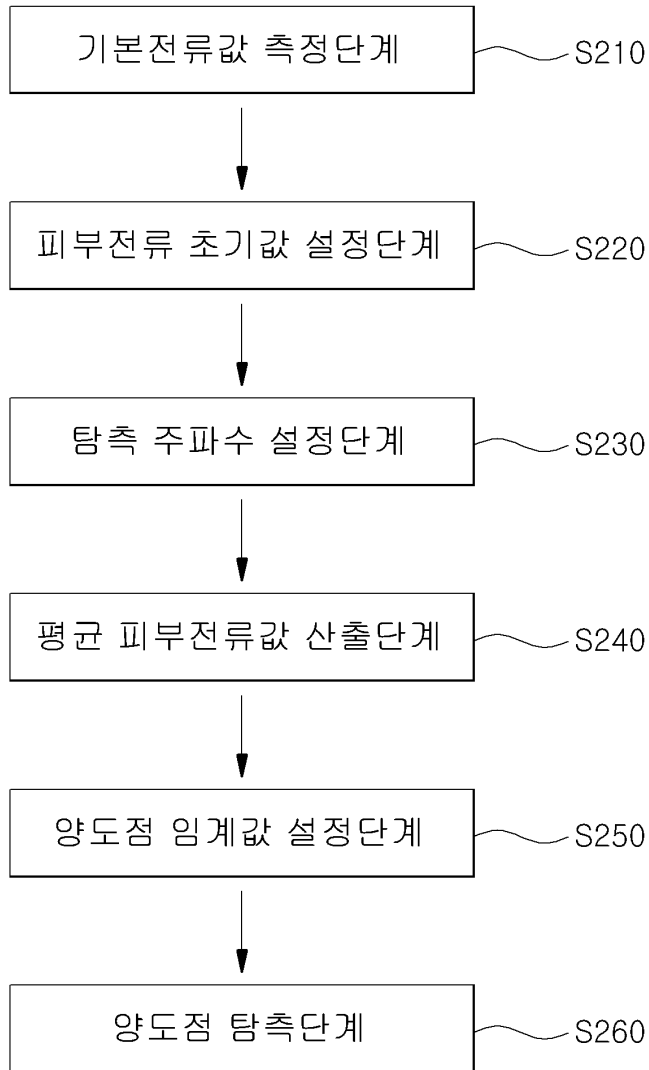 기본전류값 측정단계 S210
피부전류 초기값 설정단계 S220
탐측 주파수 설정단계 S230
평균 피부전류값 산출단계 S240
양도점 임계값 설정단계 S250
양도점 탐측단계 S260